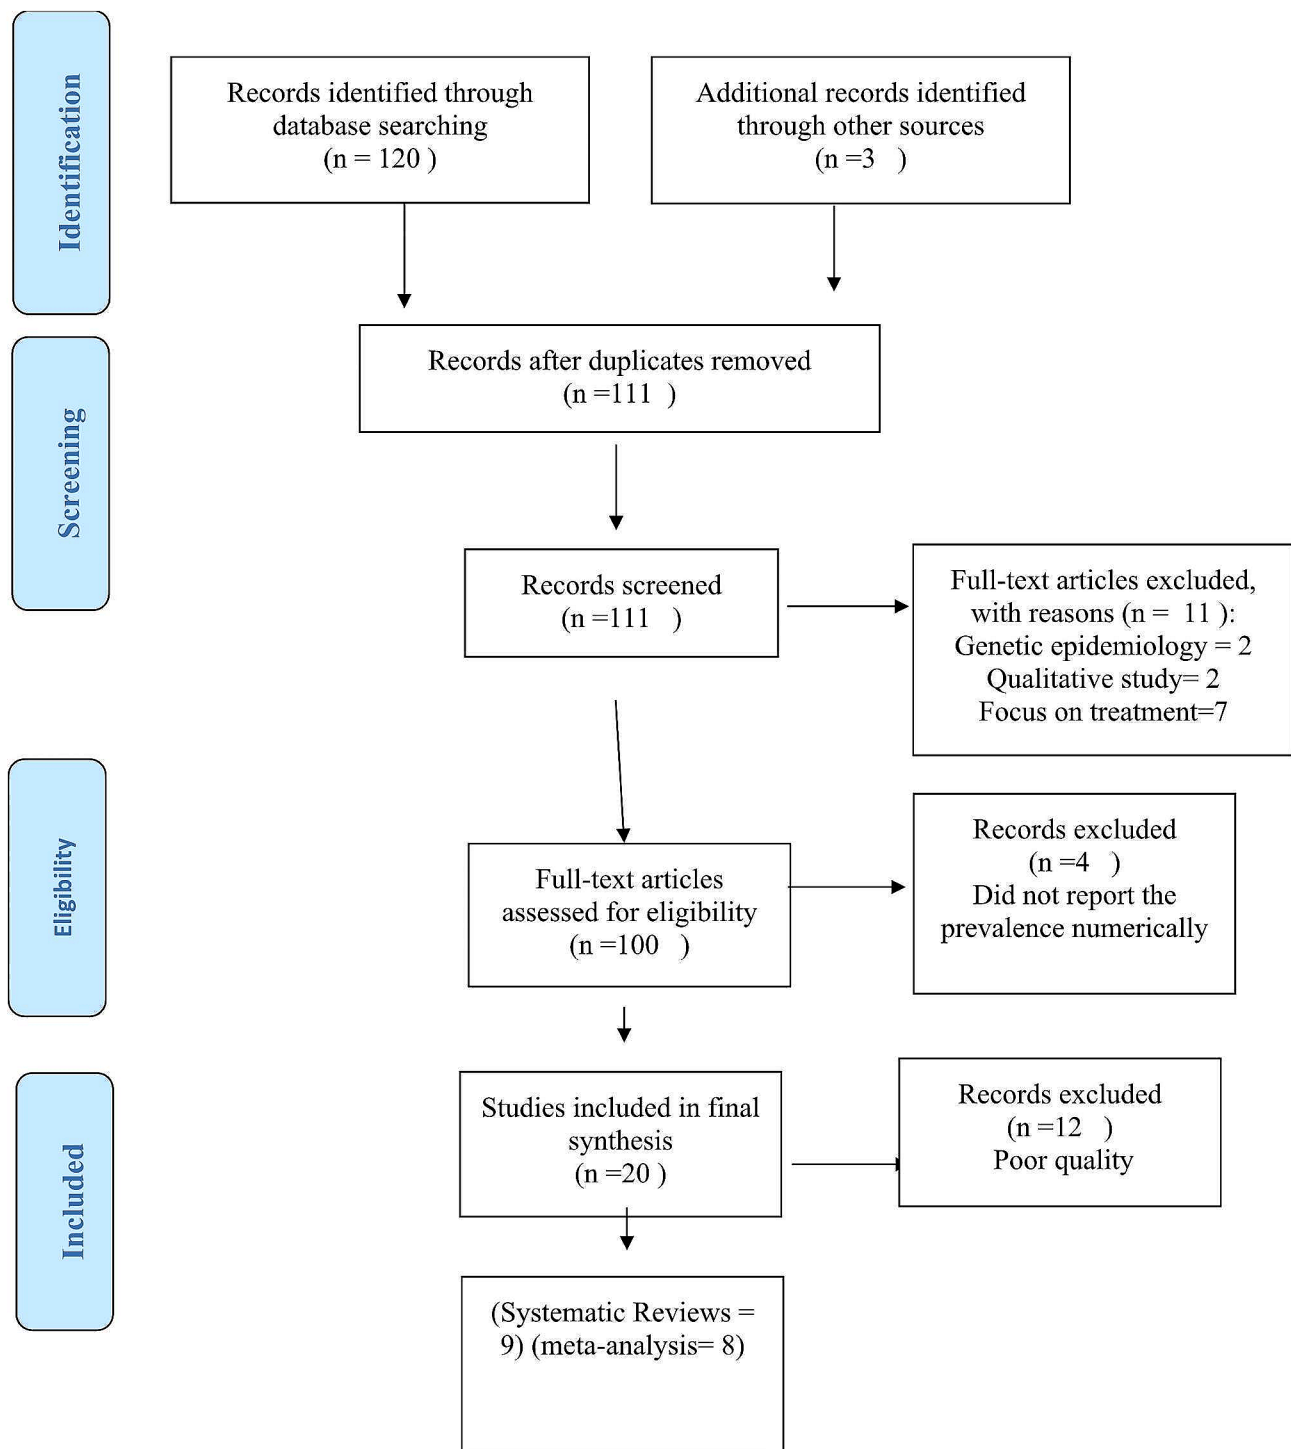 Identification
Records identified through
database searching
(n = 120 )
Additional records identified
through other sources
(n =3 )
Screening
Records after duplicates removed
(n =111 )
Records screened
(n =111 )
Full-text articles excluded,
with reasons (n = 11 ):
Genetic epidemiology = 2
Qualitative study= 2
Focus on treatment=7
Eligibility
Full-text articles
assessed for eligibility
(n =100 )
Records excluded
(n =4 )
Did not report the
prevalence numerically
Included
Studies included in final
synthesis
(n =20 )
Records excluded
(n =12 )
Poor quality
(Systematic Reviews =
9) (meta-analysis= 8)